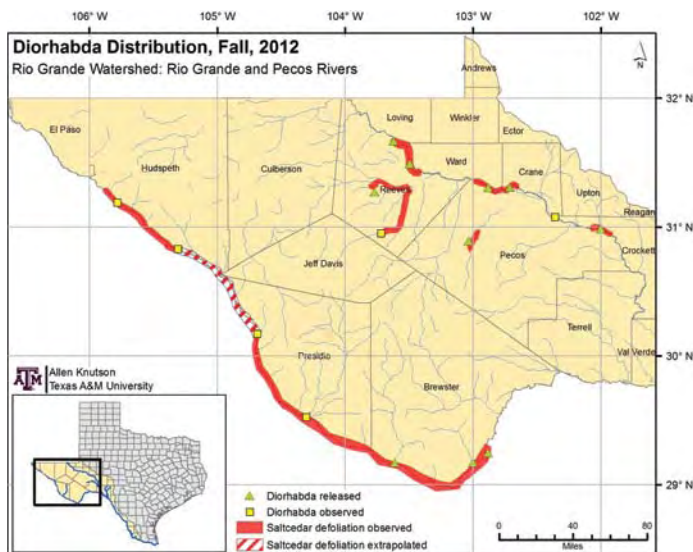 106°W
105°W
104°W
103°W
102°W
Diorhabda Distribution, Fall, 2012
Rio Grande Watershed: Rio Grande and Pecos Rivers
N
Andrews
32°N
El Paso
Hudspeth
Culberson
Loving
Winkler
Ector
Ward
Crane
Upton
Reeves
Reagan
31°N
Crockett
Jeff Davis
Pecos
Terrell
Val Verde
30°N
Presidio
Brewster
ATM
Allen Knutson
Texas A&M University
29°N
Diorhabda released
Diorhabda observed
Saltcedar defoliation observed
Saltcedar defoliation extrapolated
0 20 40 60 80
Miles